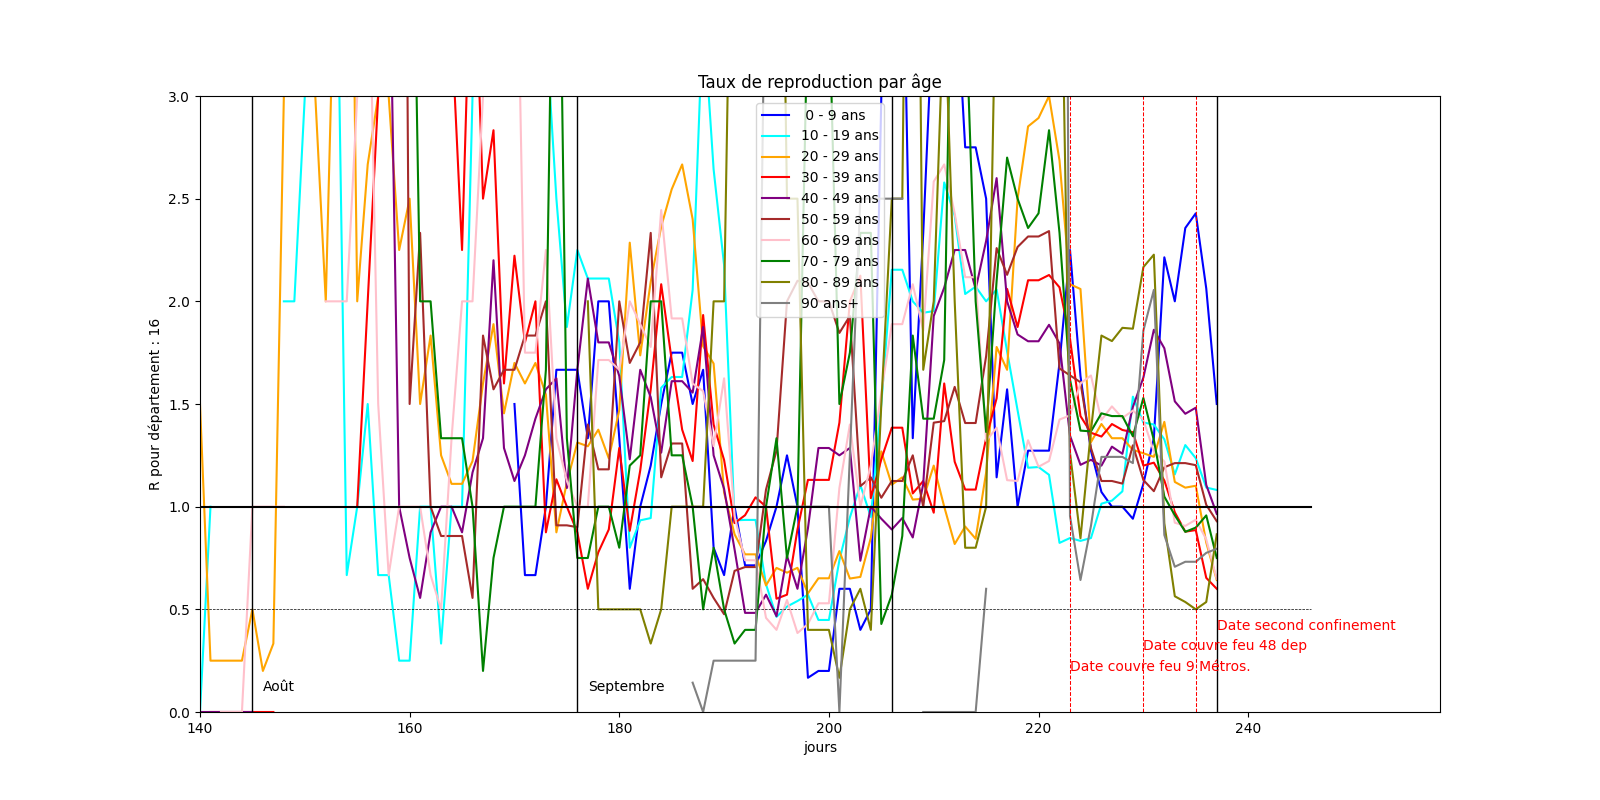 Taux de reproduction par âge
3.0
2.5
2.0
1.5
1.0
0.5
0.0
R pour département : 16
0 - 9 ans
10 - 19 ans
20 - 29 ans
30 - 39 ans
40 - 49 ans
50 - 59 ans
60 - 69 ans
70 - 79 ans
80 - 89 ans
90 ans+
Date second confinement
Date couvre feu 48 dep
Date couvre feu 9 Métros.
Août
Septembre
140
160
180
200
220
240
jours